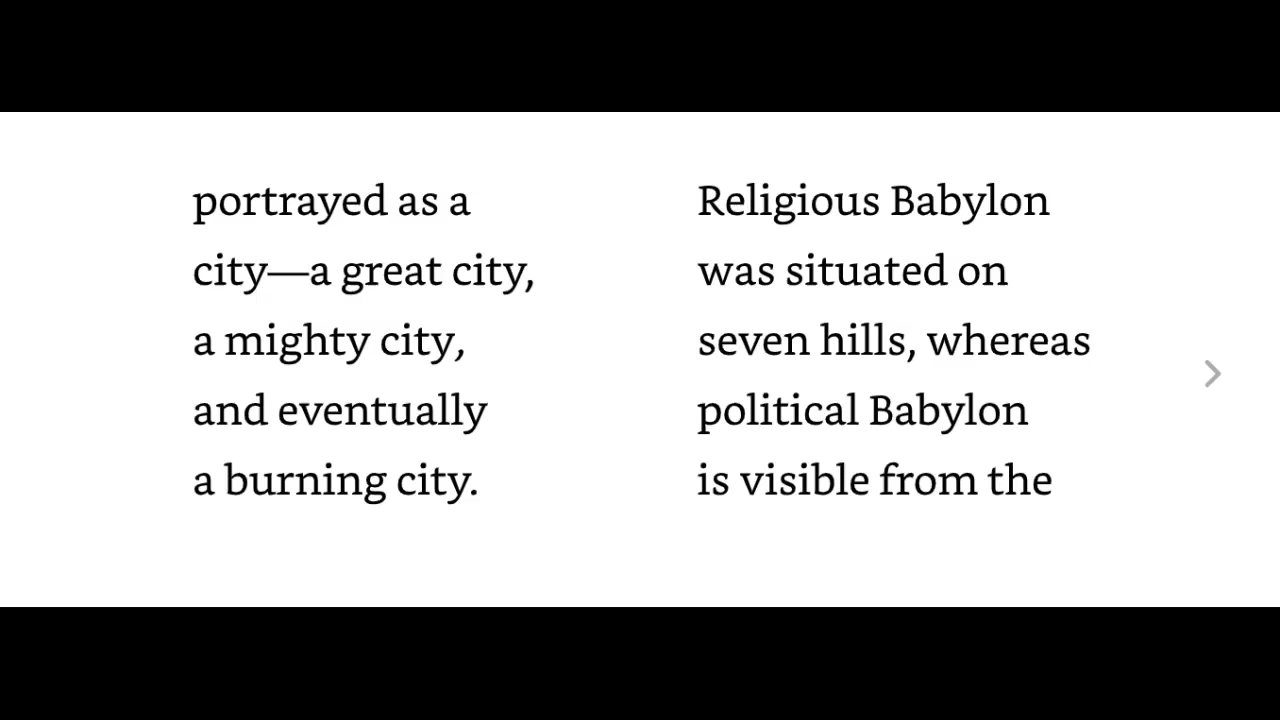 portrayed as a
city—a great city,
a mighty city,
and eventually
a burning city.
Religious Babylon
was situated on
seven hills, whereas
political Babylon
is visible from the